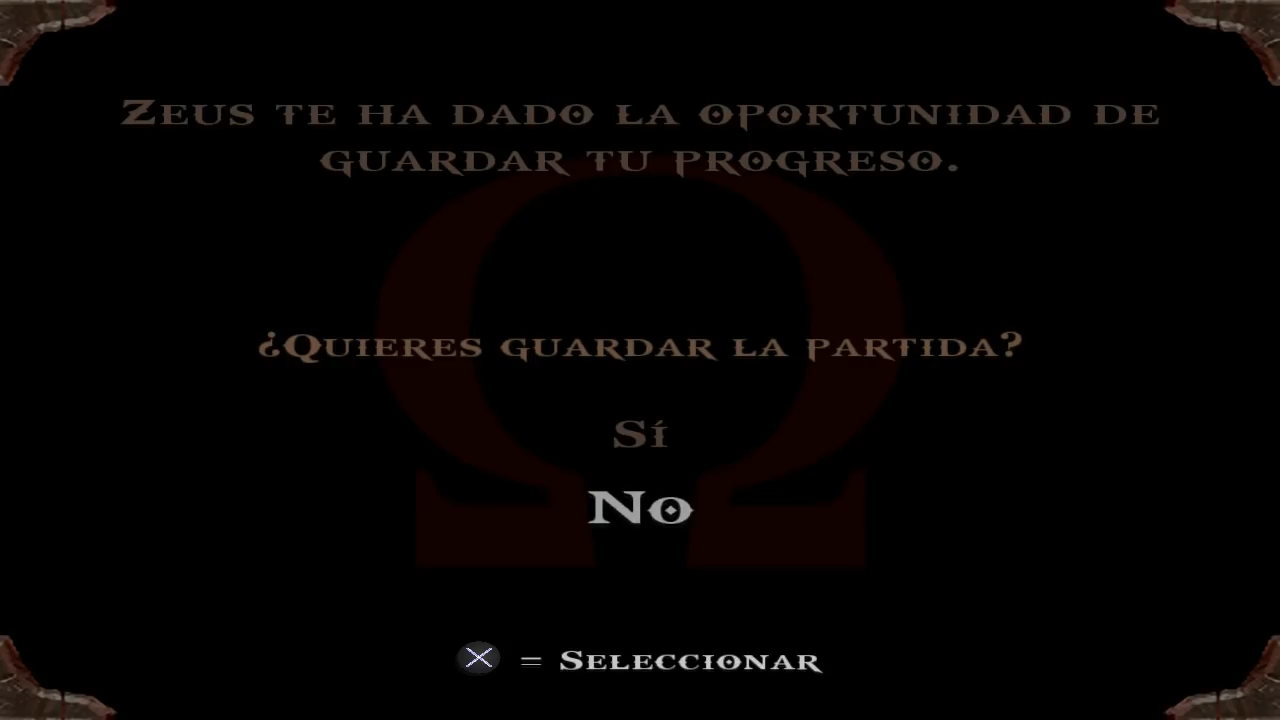 Zeus te ha dado la oportunidad de
guardar tu progreso.
¿Quieres guardar la partida?
Sí
No
= Seleccionar